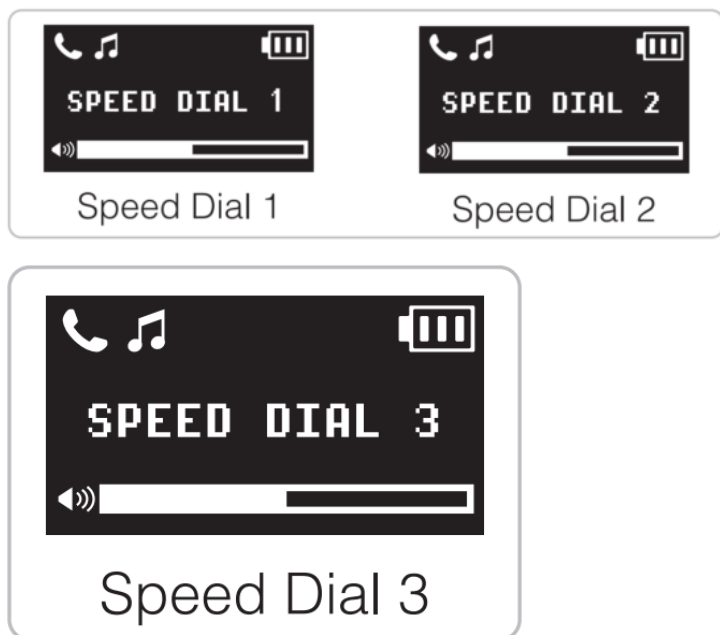 SPEED DIAL 1
SPEED DIAL 2
Speed Dial 1
Speed Dial 2
SPEED DIAL 3
Speed Dial 3